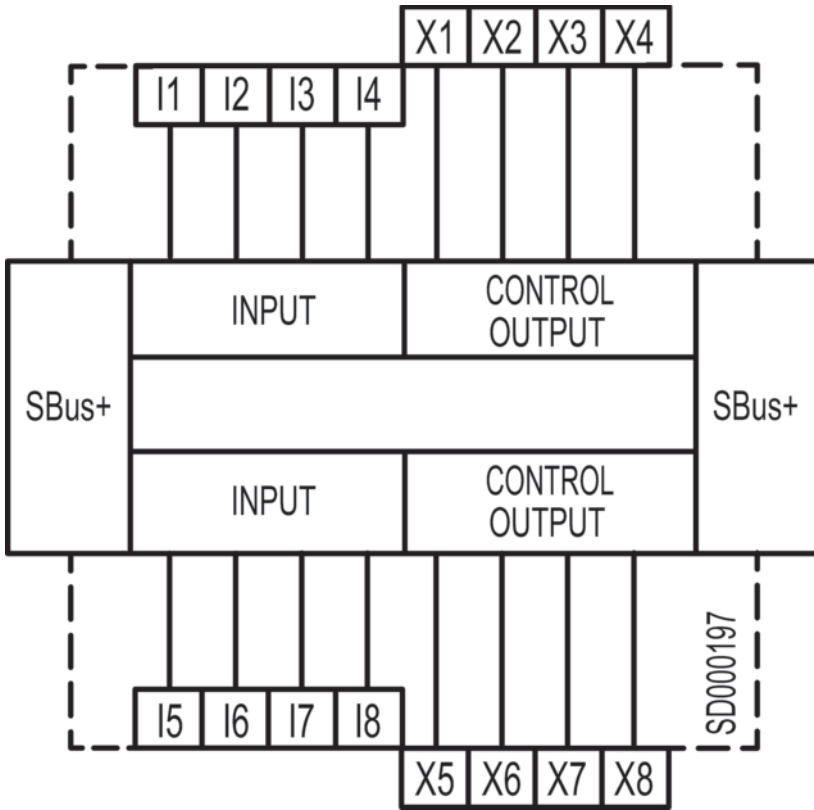 X1 X2 X3 X4
I1 I2 I3 I4
INPUT
CONTROL
OUTPUT
SBus+
SBus+
INPUT
CONTROL
OUTPUT
SD000197
I5 I6 I7 I8
X5 X6 X7 X8